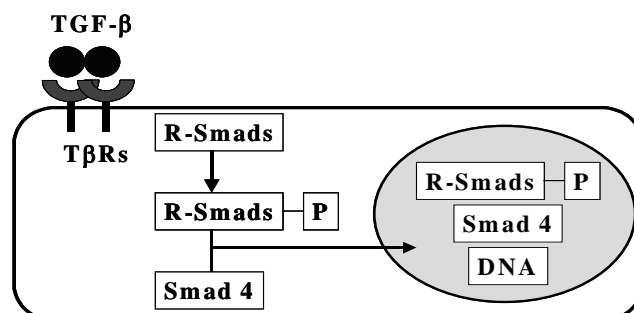 TGF-β
TβRs
R-Smads
R-Smads P
Smad 4
R-Smads P
Smad 4
DNA